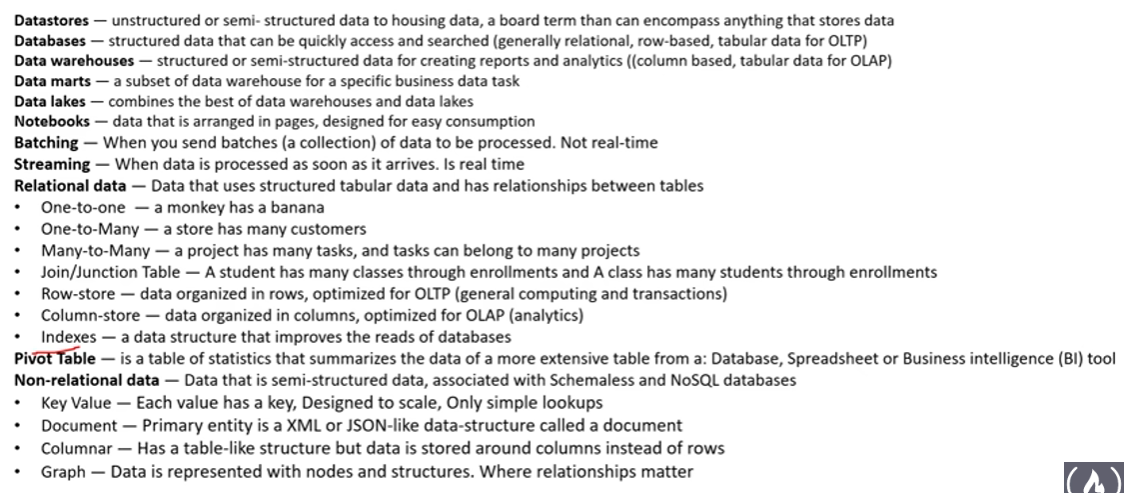 Datastores — unstructured or semi- structured data to housing data, a board term than can encompass anything that stores data
Databases — structured data that can be quickly access and searched (generally relational, row-based, tabular data for OLTP)
Data warehouses — structured or semi-structured data for creating reports and analytics ((column based, tabular data for OLAP)
Data marts — a subset of data warehouse for a specific business data task
Data lakes — combines the best of data warehouses and data lakes
Notebooks — data that is arranged in pages, designed for easy consumption
Batching — When you send batches (a collection) of data to be processed. Not real-time
Streaming — When data is processed as soon as it arrives. Is real time
Relational data — Data that uses structured tabular data and has relationships between tables
• One-to-one — a monkey has a banana
• One-to-Many — a store has many customers
• Many-to-Many — a project has many tasks, and tasks can belong to many projects
• Join/Junction Table — A student has many classes through enrollments and A class has many students through enrollments
• Row-store — data organized in rows, optimized for OLTP (general computing and transactions)
• Column-store — data organized in columns, optimized for OLAP (analytics)
• Indexes — a data structure that improves the reads of databases
Pivot Table — is a table of statistics that summarizes the data of a more extensive table from a: Database, Spreadsheet or Business intelligence (BI) tool
Non-relational data — Data that is semi-structured data, associated with Schemaless and NoSQL databases
• Key Value — Each value has a key, Designed to scale, Only simple lookups
• Document — Primary entity is a XML or JSON-like data-structure called a document
• Columnar — Has a table-like structure but data is stored around columns instead of rows
• Graph — Data is represented with nodes and structures. Where relationships matter